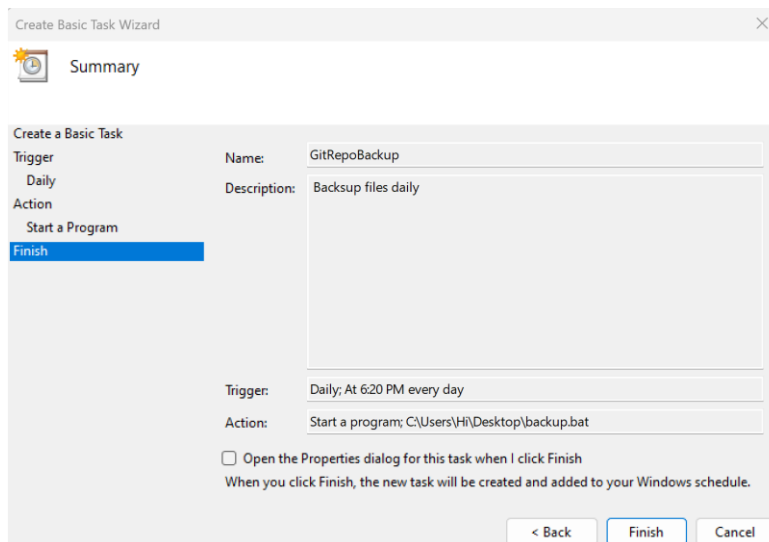 Create Basic Task Wizard
Summary
Create a Basic Task
Trigger
Daily
Action
Start a Program
Finish
Name: GitRepoBackup
Description: Backsup files daily
Trigger: Daily; At 6:20 PM every day
Action: Start a program; C:\Users\Hi\Desktop\backup.bat
Open the Properties dialog for this task when I click Finish
When you click Finish, the new task will be created and added to your Windows schedule.
< Back Finish Cancel